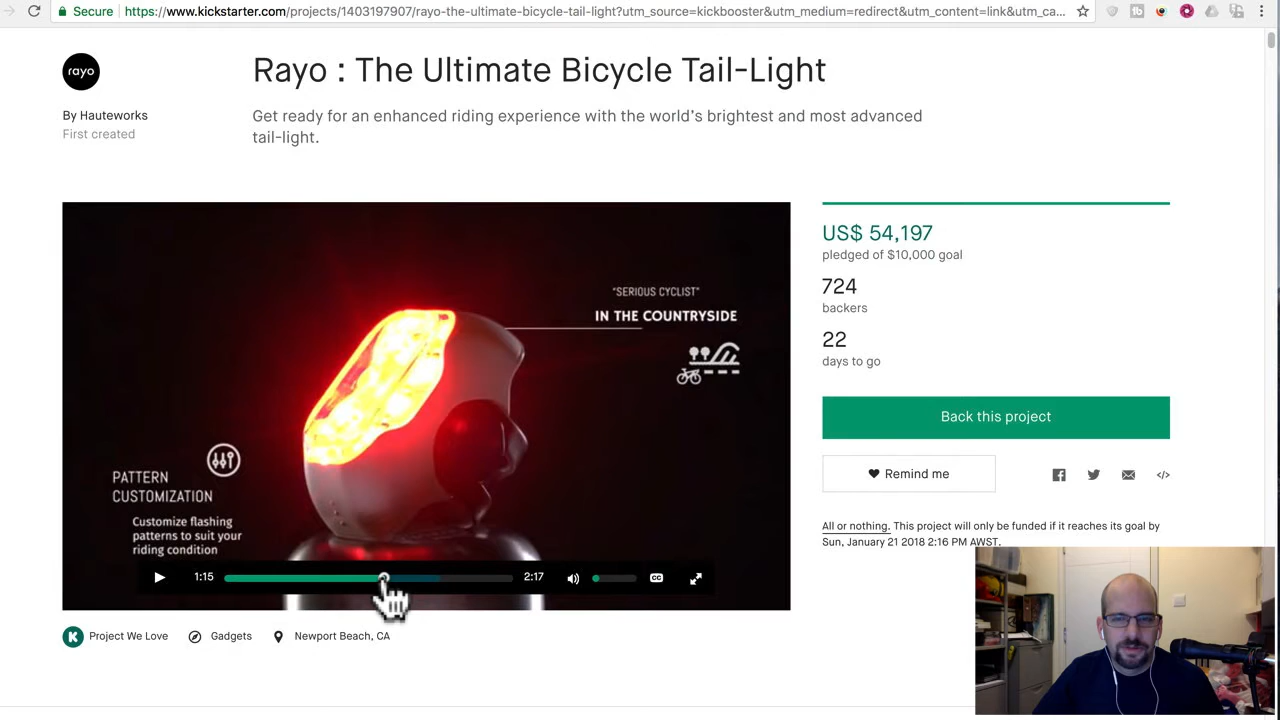 Secure
https://www.kickstarter.com/projects/1403197907/rayo-the-ultimate-bicycle-tail-light?utm_source=kickbooster&utm_medium=redirect&utm_content=link&utm_ca...
rayo
Rayo : The Ultimate Bicycle Tail-Light
By Hauteworks
First created
Get ready for an enhanced riding experience with the world's brightest and most advanced
tail-light.
"SERIOUS CYCLIST"
IN THE COUNTRYSIDE
PATTERN
CUSTOMIZATION
Customize flashing
patterns to suit your
riding condition
1:15
2:17
CC
US$ 54,197
pledged of $10,000 goal
724
backers
22
days to go
Back this project
Remind me
All or nothing. This project will only be funded if it reaches its goal by
Sun, January 21 2018 2:16 PM AWST.
K
Project We Love
Gadgets
Newport Beach, CA